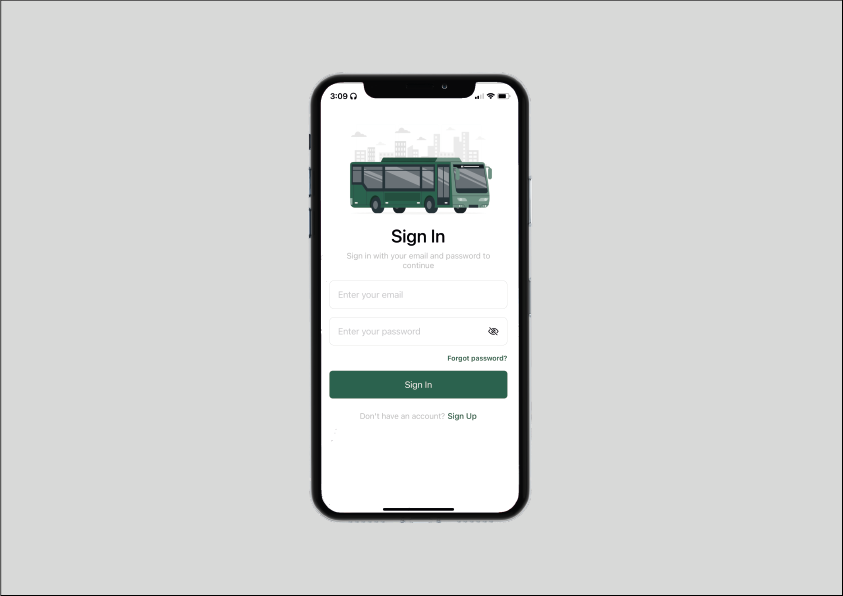 3:09
Sign In
Sign in with your email and password to
continue
Enter your email
Enter your password
Forgot password?
Sign In
Don't have an account? Sign Up